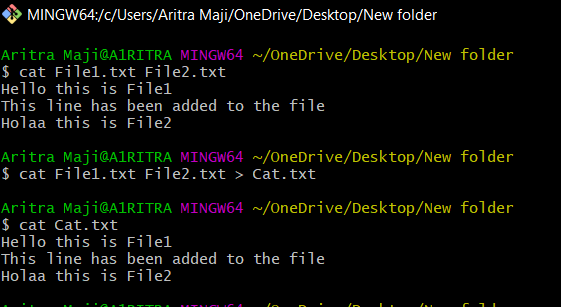 MINGW64:/c/Users/Aritra Maji/OneDrive/Desktop/New folder
Aritra Maji@A1RITRA MINGW64 ~/OneDrive/Desktop/New folder
$ cat File1.txt File2.txt
Hello this is File1
This line has been added to the file
Holaa this is File2
Aritra Maji@A1RITRA MINGW64 ~/OneDrive/Desktop/New folder
$ cat File1.txt File2.txt > Cat.txt
Aritra Maji@A1RITRA MINGW64 ~/OneDrive/Desktop/New folder
$ cat Cat.txt
Hello this is File1
This line has been added to the file
Holaa this is File2